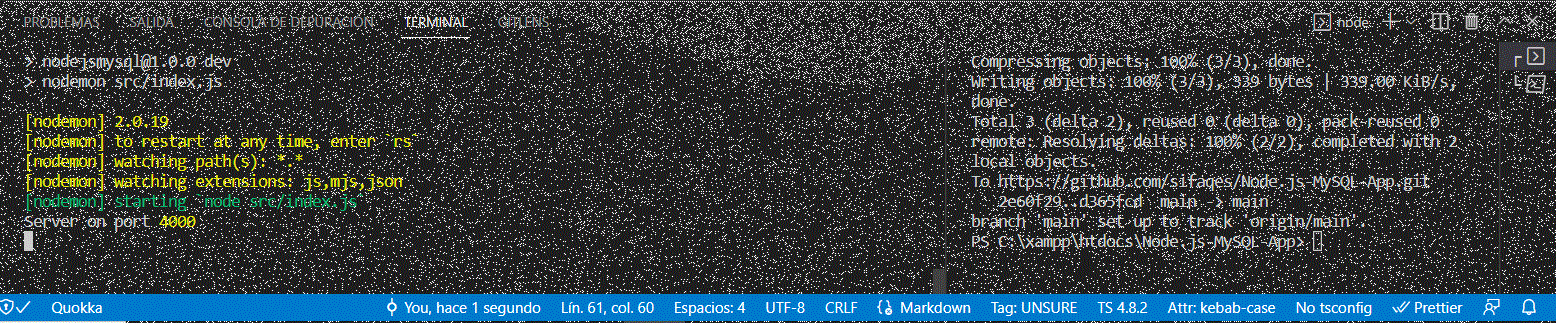 PROBLEMAS SALIDA CONSOLA DE DEPURACIÓN TERMINAL GITLENS node
> nodejsmysql@1.0.0 dev
> nodemon src/index.js
[nodemon] 2.0.19
[nodemon] to restart at any time, enter `rs`
[nodemon] watching path(s): *.*
[nodemon] watching extensions: js,mjs,json
[nodemon] starting `node src/index.js`
Server on port 4000
Compressing objects: 100% (3/3), done.
Writing objects: 100% (3/3), 339 bytes | 339.00 KiB/s,
done.
Total 3 (delta 2), reused 0 (delta 0), pack-reused 0
remote: Resolving deltas: 100% (2/2), completed with 2
local objects.
To https://github.com/sifaqes/Node.js-MySQL-App.git
2e60f29..d365fcd main -> main
branch 'main' set up to track 'origin/main'.
PS C:\xampp\htdocs\Node.js-MySQL-App>
Quokka You, hace 1 segundo Lín. 61, col. 60 Espacios: 4 UTF-8 CRLF Markdown Tag: UNSURE TS 4.8.2 Attr: kebab-case No tsconfig Prettier